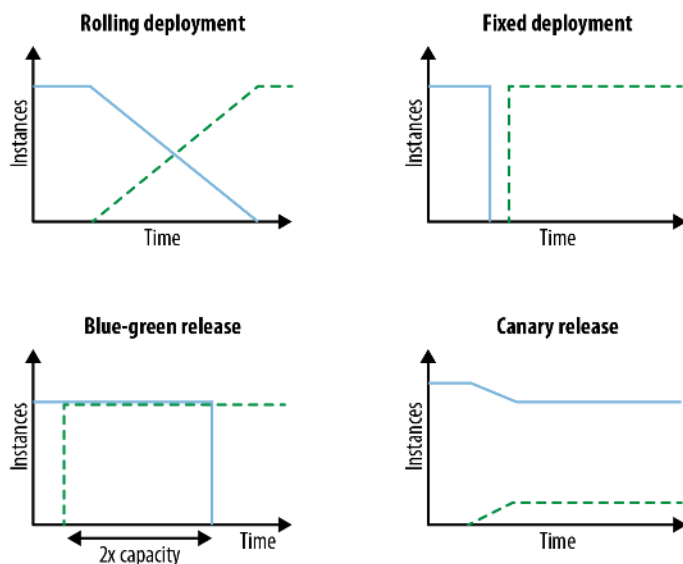 Rolling deployment
Instances
Time
Fixed deployment
Instances
Time
Blue-green release
Instances
2x capacity
Time
Canary release
Instances
Time